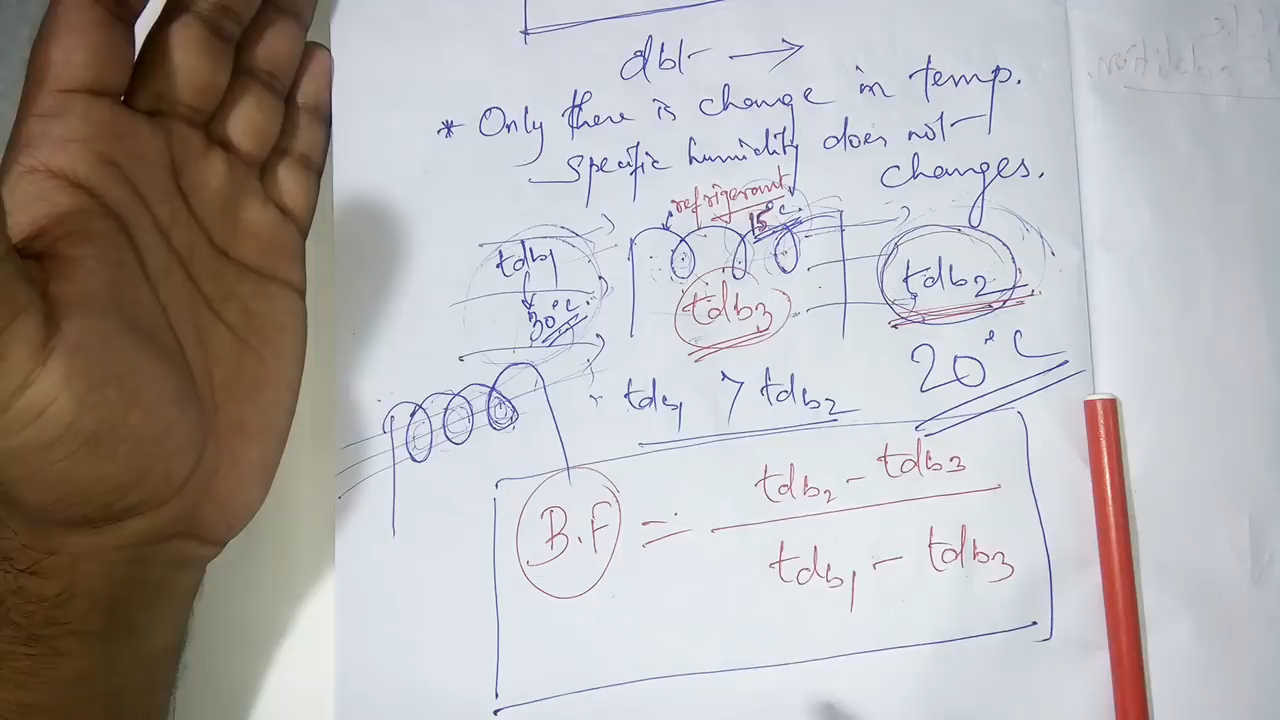 dbt →
* Only there is change in temp.
Specific humidity does not
changes.
refrigerant
15°C
tdb1
30°C
tdb3
tdb2
20°C
tdb1 > tdb2
B.F = tdb2 - tdb3
tdb1 - tdb3